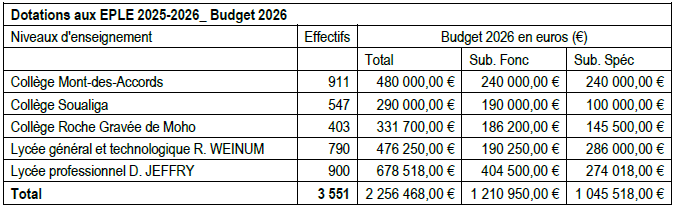 Dotations aux EPLE 2025-2026_ Budget 2026
Niveaux d'enseignement Effectifs Budget 2026 en euros (€)
Total Sub. Fonc Sub. Spéc
Collège Mont-des-Accords 911 480 000,00 € 240 000,00 € 240 000,00 €
Collège Soualiga 547 290 000,00 € 190 000,00 € 100 000,00 €
Collège Roche Gravée de Moho 403 331 700,00 € 186 200,00 € 145 500,00 €
Lycée général et technologique R. WEINUM 790 476 250,00 € 190 250,00 € 286 000,00 €
Lycée professionnel D. JEFFRY 900 678 518,00 € 404 500,00 € 274 018,00 €
Total 3 551 2 256 468,00 € 1 210 950,00 € 1 045 518,00 €